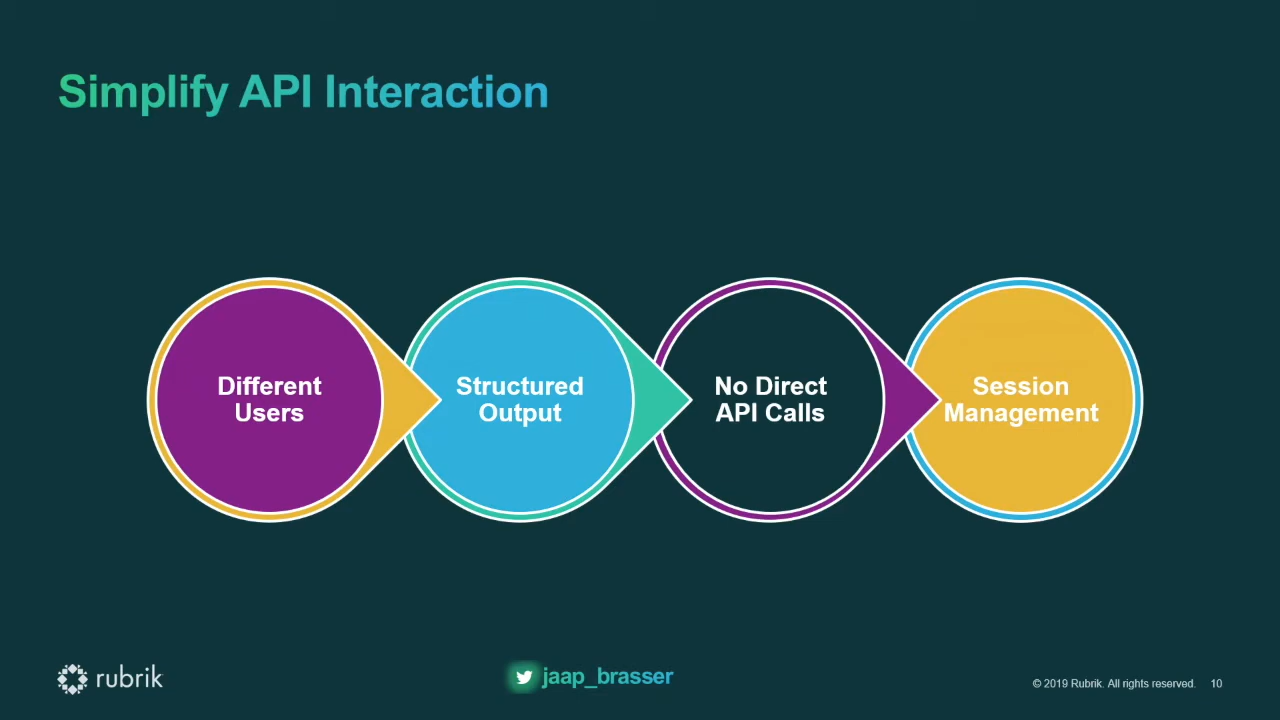 Simplify API Interaction
Different
Users
Structured
Output
No Direct
API Calls
Session
Management
rubrik
jaap_brasser
© 2019 Rubrik. All rights reserved. 10